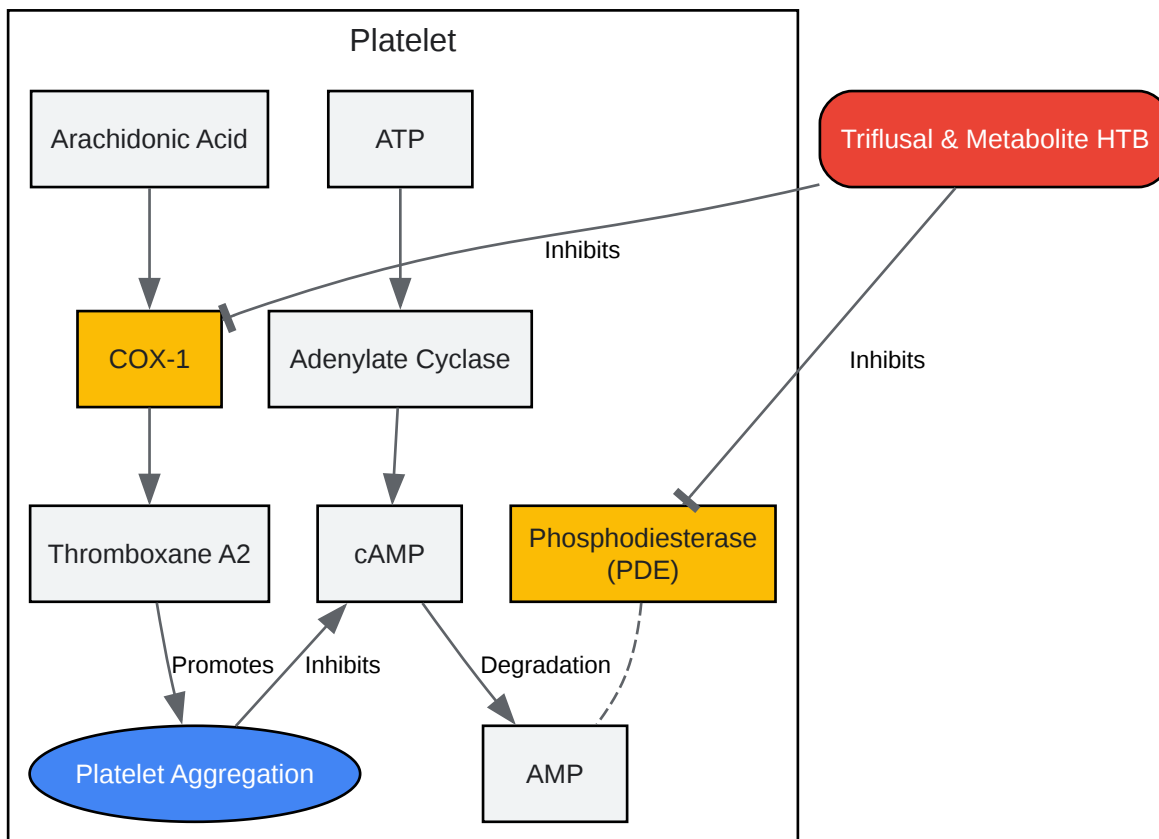 Platelet
Arachidonic Acid
ATP
Triflusal & Metabolite HTB
Inhibits
COX-1
Adenylate Cyclase
Inhibits
Thromboxane A2
cAMP
Phosphodiesterase
(PDE)
Promotes
Inhibits
Degradation
Platelet Aggregation
AMP